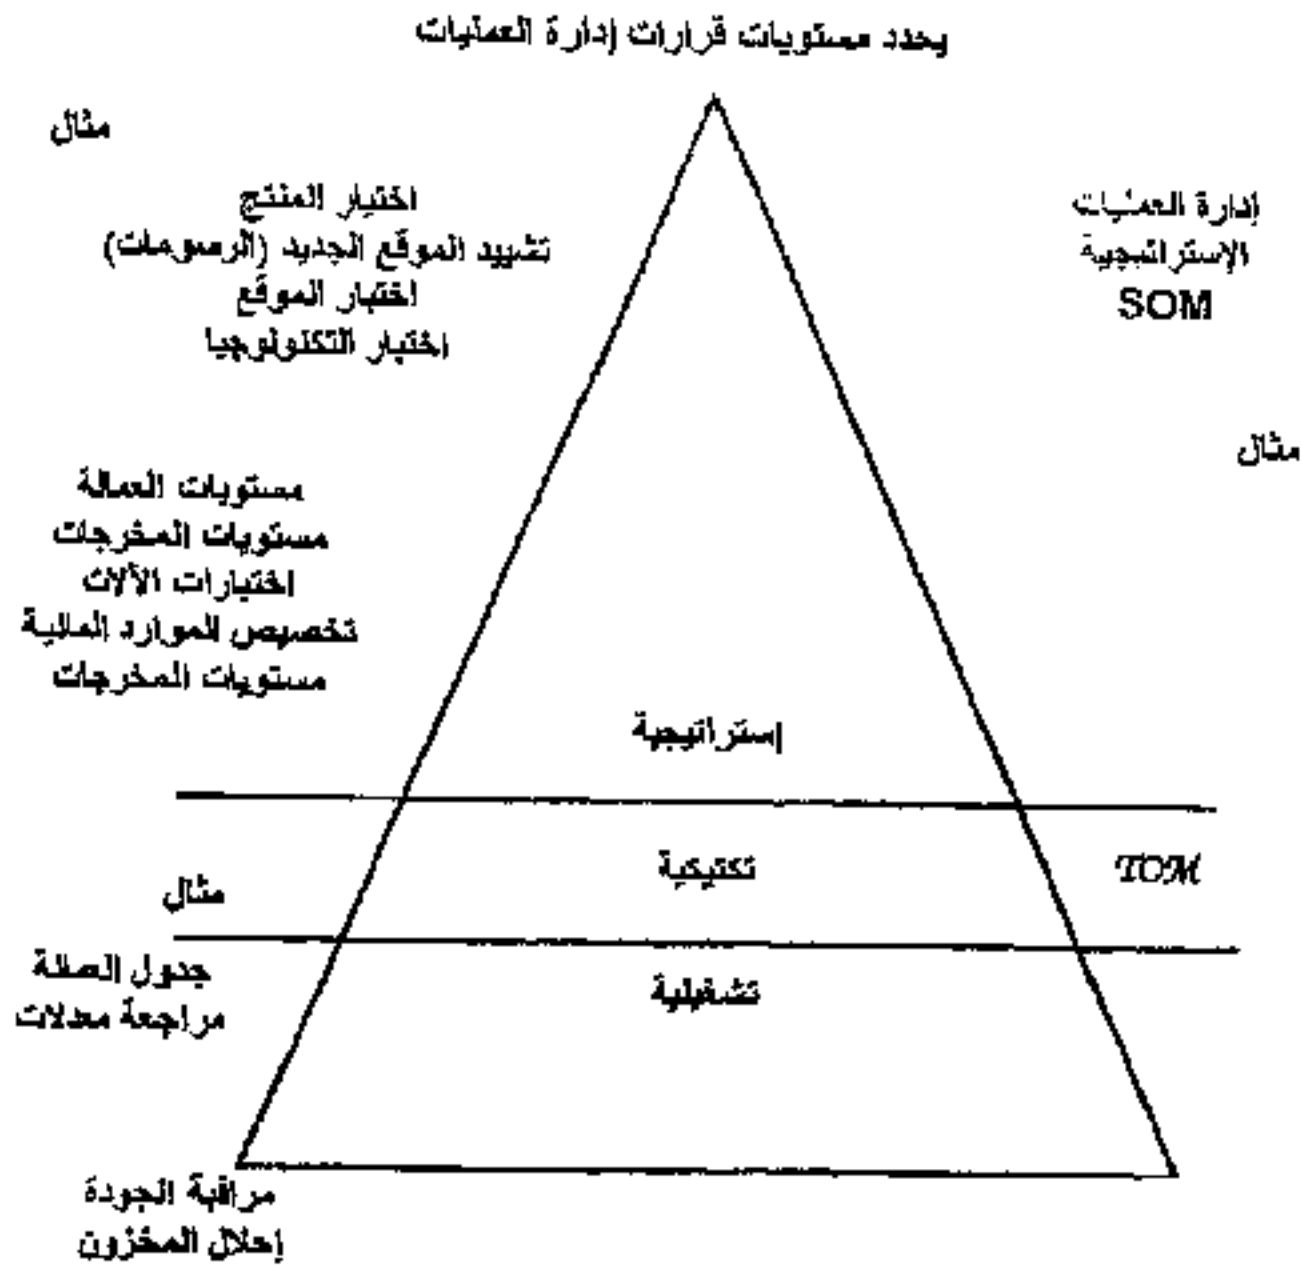 يحدد مستويات قرارات إدارة العمليات
مثال
اختيار المنتج
تشييد الموقع الجديد (الرسومات)
اختيار الموقع
اختيار التكنولوجيا
إدارة العمليات
الإستراتيجية
SOM
مثال
مستويات العمالة
مستويات المخرجات
اختيارات الآلات
تخصيص الموارد المالية
مستويات المخرجات
إستراتيجية
تكتيكية
TOM
مثال
تشغيلية
جدول العمالة
مراجعة معدلات
مراقبة الجودة
إحلال المخزون